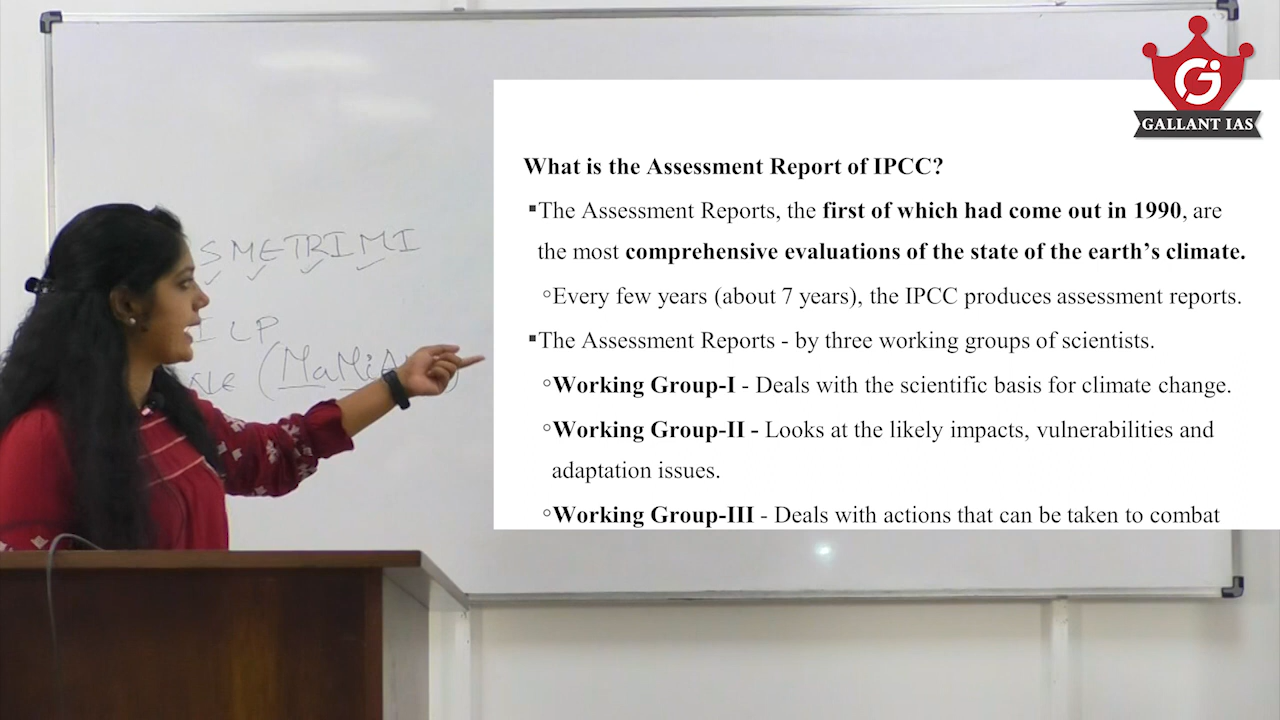 GALLANT IAS
What is the Assessment Report of IPCC?
▪The Assessment Reports, the first of which had come out in 1990, are
the most comprehensive evaluations of the state of the earth’s climate.
◦Every few years (about 7 years), the IPCC produces assessment reports.
▪The Assessment Reports - by three working groups of scientists.
◦Working Group-I - Deals with the scientific basis for climate change.
◦Working Group-II - Looks at the likely impacts, vulnerabilities and
adaptation issues.
◦Working Group-III - Deals with actions that can be taken to combat
SMETRIMI
ILP